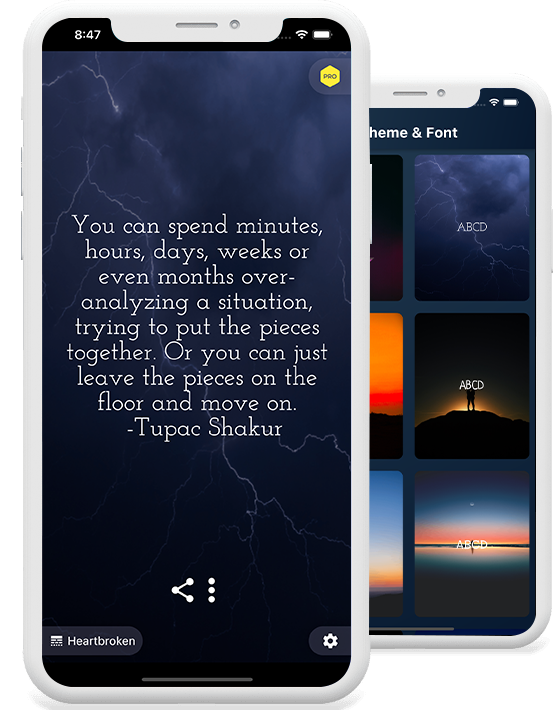 8:47
PRO
You can spend minutes,
hours, days, weeks or
even months over-
analyzing a situation,
trying to put the pieces
together. Or you can just
leave the pieces on the
floor and move on.
-Tupac Shakur
Heartbroken
heme & Font
ABCD
ABCD
ABCD